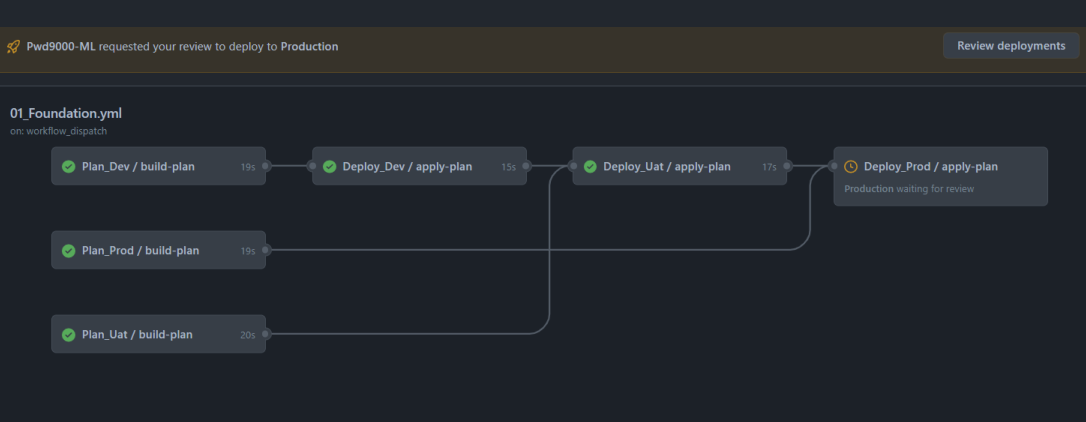 Pwd9000-ML requested your review to deploy to Production
Review deployments
01_Foundation.yml
on: workflow_dispatch
Plan_Dev / build-plan 19s
Deploy_Dev / apply-plan 15s
Deploy_Uat / apply-plan 17s
Deploy_Prod / apply-plan
Production waiting for review
Plan_Prod / build-plan 19s
Plan_Uat / build-plan 20s